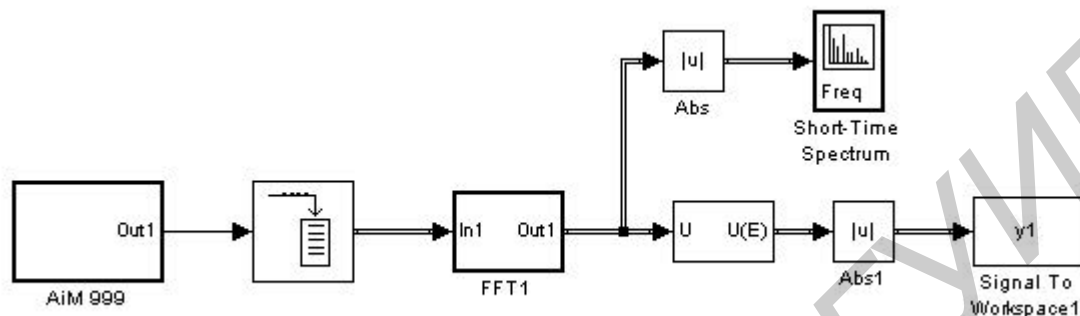 |u|
Abs
Freq
Short-Time
Spectrum
Out1
AiM 999
In1 Out1
FFT1
U U(E)
|u|
Abs1
y1
Signal To
Workspace1